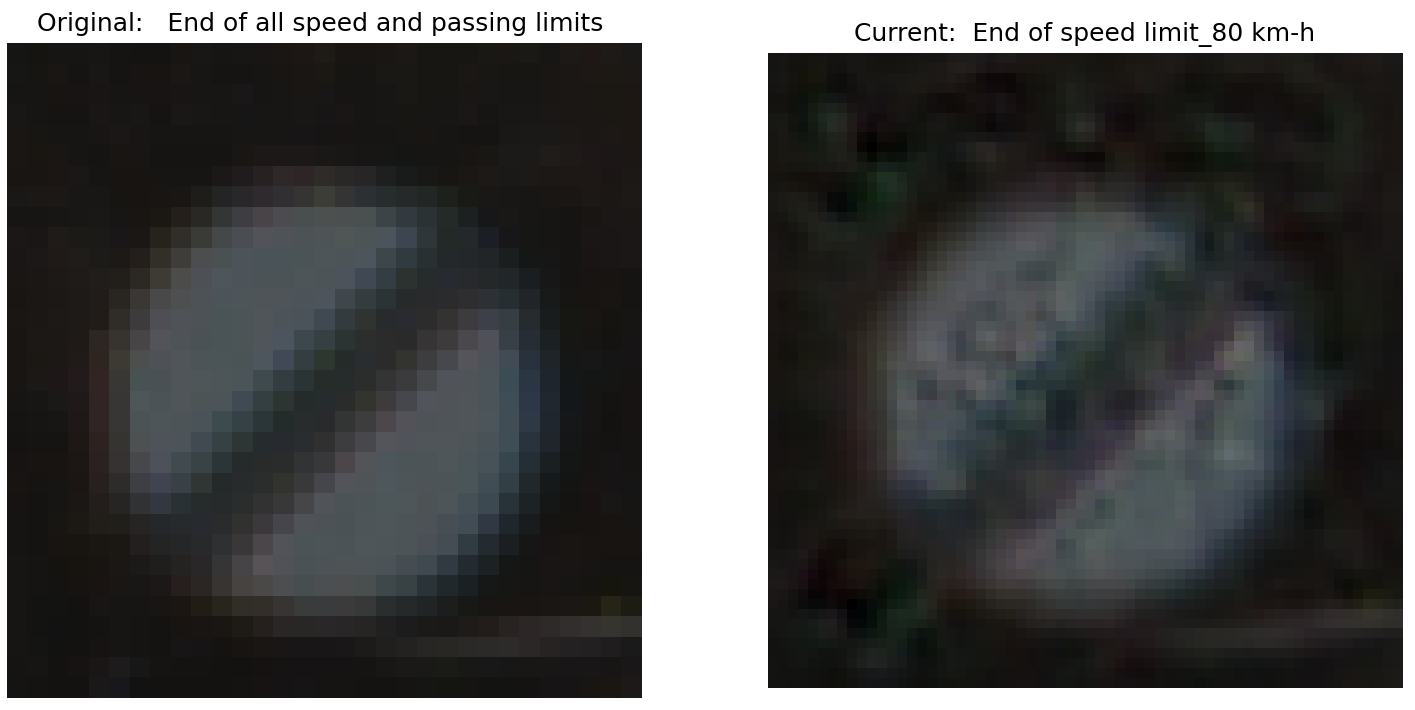 Original:   End of all speed and passing limits
Current:  End of speed limit_80 km-h